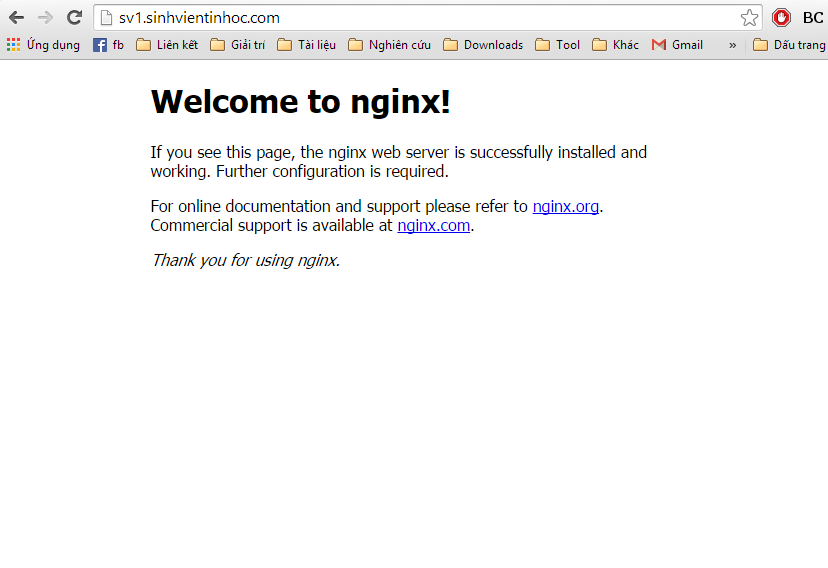 sv1.sinhvientinhoc.com
BC
Ứng dụng fb Liên kết Giải trí Tài liệu Nghiên cứu Downloads Tool Khác Gmail » Dấu trang
Welcome to nginx!
If you see this page, the nginx web server is successfully installed and
working. Further configuration is required.
For online documentation and support please refer to nginx.org.
Commercial support is available at nginx.com.
Thank you for using nginx.